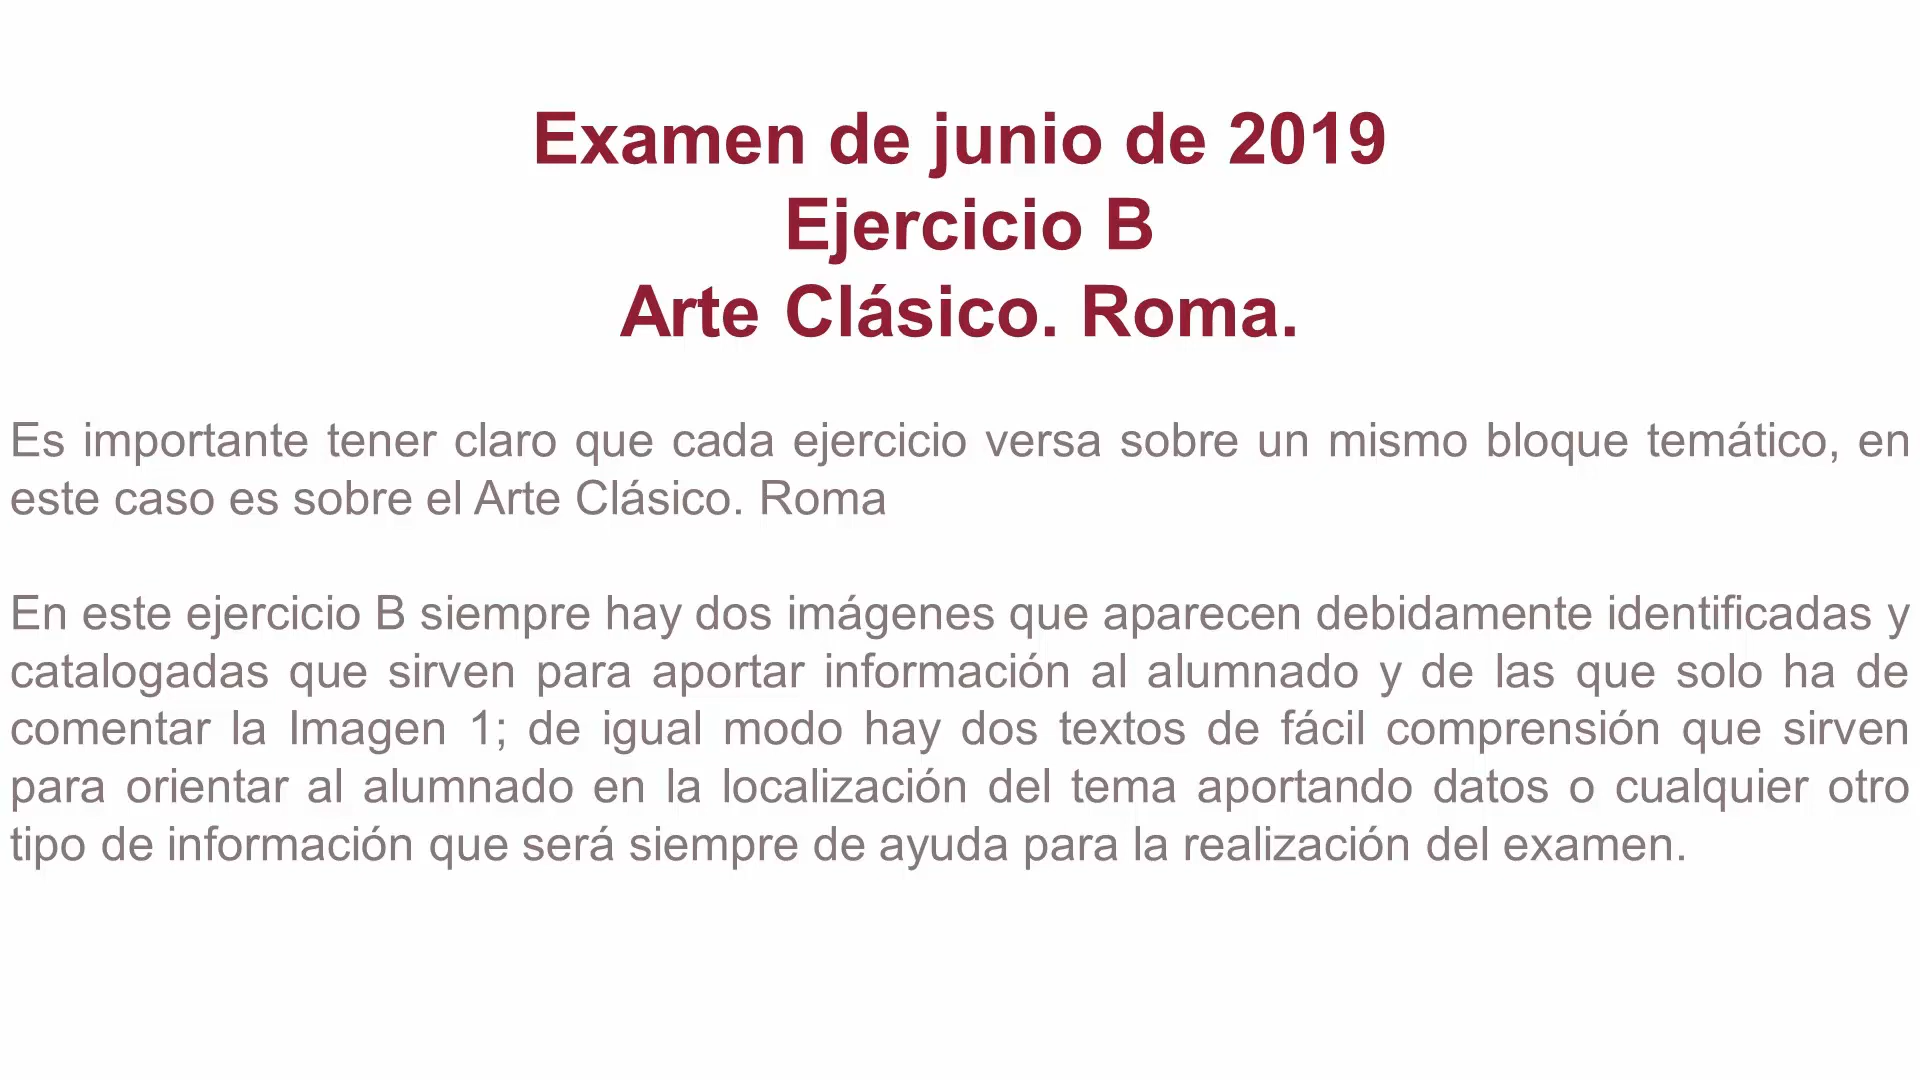 Examen de junio de 2019
Ejercicio B
Arte Clásico. Roma.
Es importante tener claro que cada ejercicio versa sobre un mismo bloque temático, en
este caso es sobre el Arte Clásico. Roma
En este ejercicio B siempre hay dos imágenes que aparecen debidamente identificadas y
catalogadas que sirven para aportar información al alumnado y de las que solo ha de
comentar la Imagen 1; de igual modo hay dos textos de fácil comprensión que sirven
para orientar al alumnado en la localización del tema aportando datos o cualquier otro
tipo de información que será siempre de ayuda para la realización del examen.